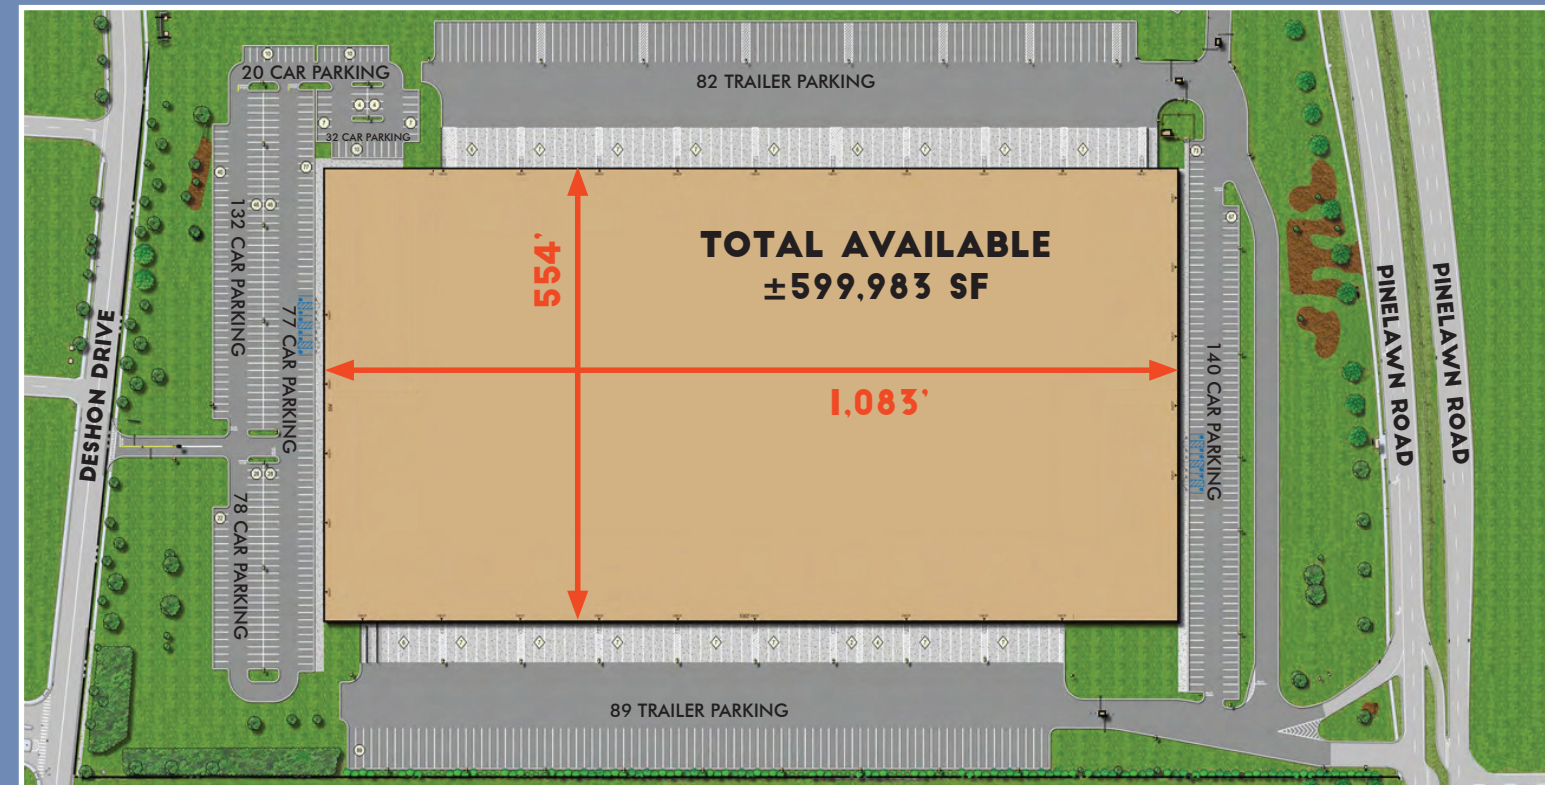 20 CAR PARKING
82 TRAILER PARKING
32 CAR PARKING
132 CAR PARKING
77 CAR PARKING
78 CAR PARKING
DESHON DRIVE
554'
TOTAL AVAILABLE
±599,983 SF
1,083'
140 CAR PARKING
PINELAWN ROAD
PINELAWN ROAD
89 TRAILER PARKING